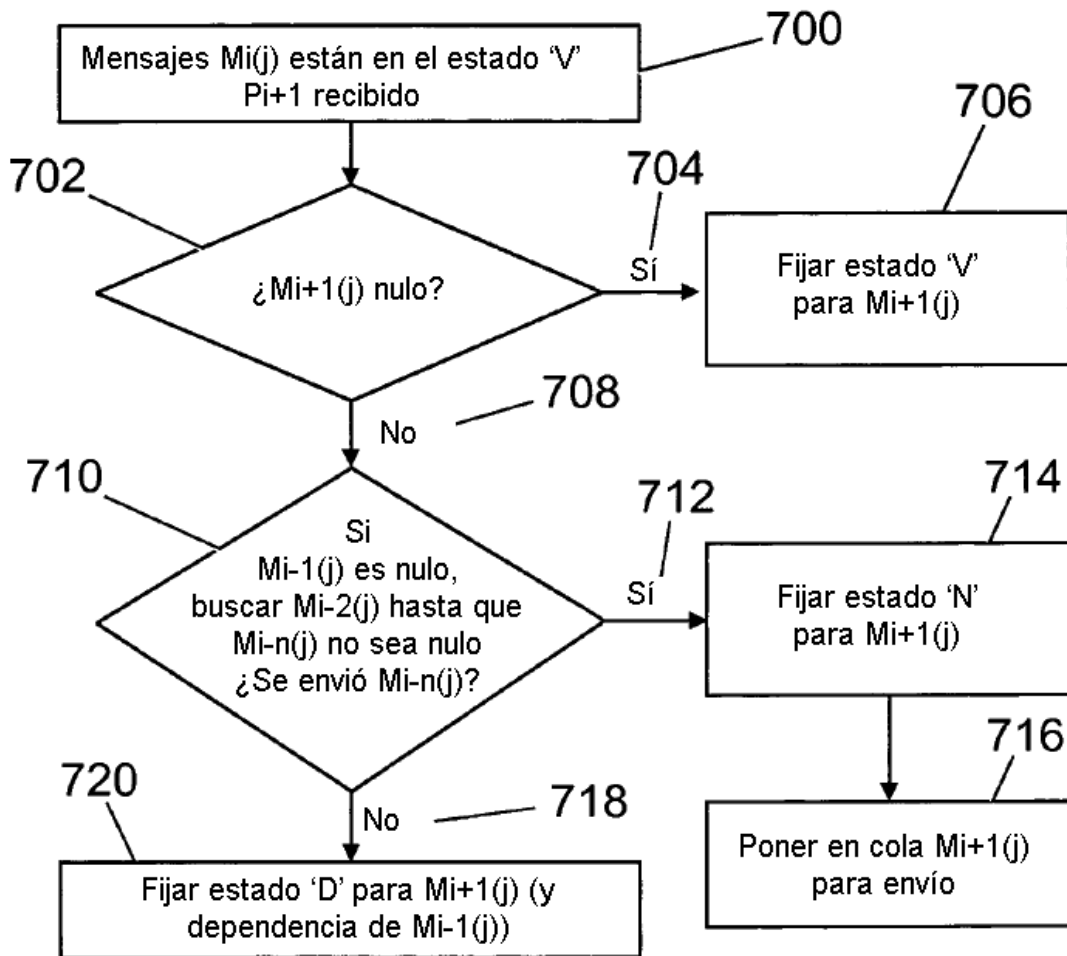 700
Mensajes Mi(j) están en el estado ‘V’
Pi+1 recibido
702
¿Mi+1(j) nulo?
704
Sí
706
Fijar estado ‘V’
para Mi+1(j)
708
No
710
Si
Mi-1(j) es nulo,
buscar Mi-2(j) hasta que
Mi-n(j) no sea nulo
¿Se envió Mi-n(j)?
712
Sí
714
Fijar estado ‘N’
para Mi+1(j)
716
Poner en cola Mi+1(j)
para envío
718
No
720
Fijar estado ‘D’ para Mi+1(j) (y
dependencia de Mi-1(j))